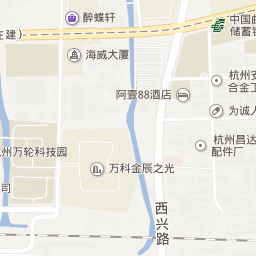 醉蝶轩
中国邮
储蓄银
在建）
海威大厦
杭州安
合金工
阿壹88酒店
为诚人
杭州昌达
配件厂
州万轮科技园
万科金辰之光
司
西兴路